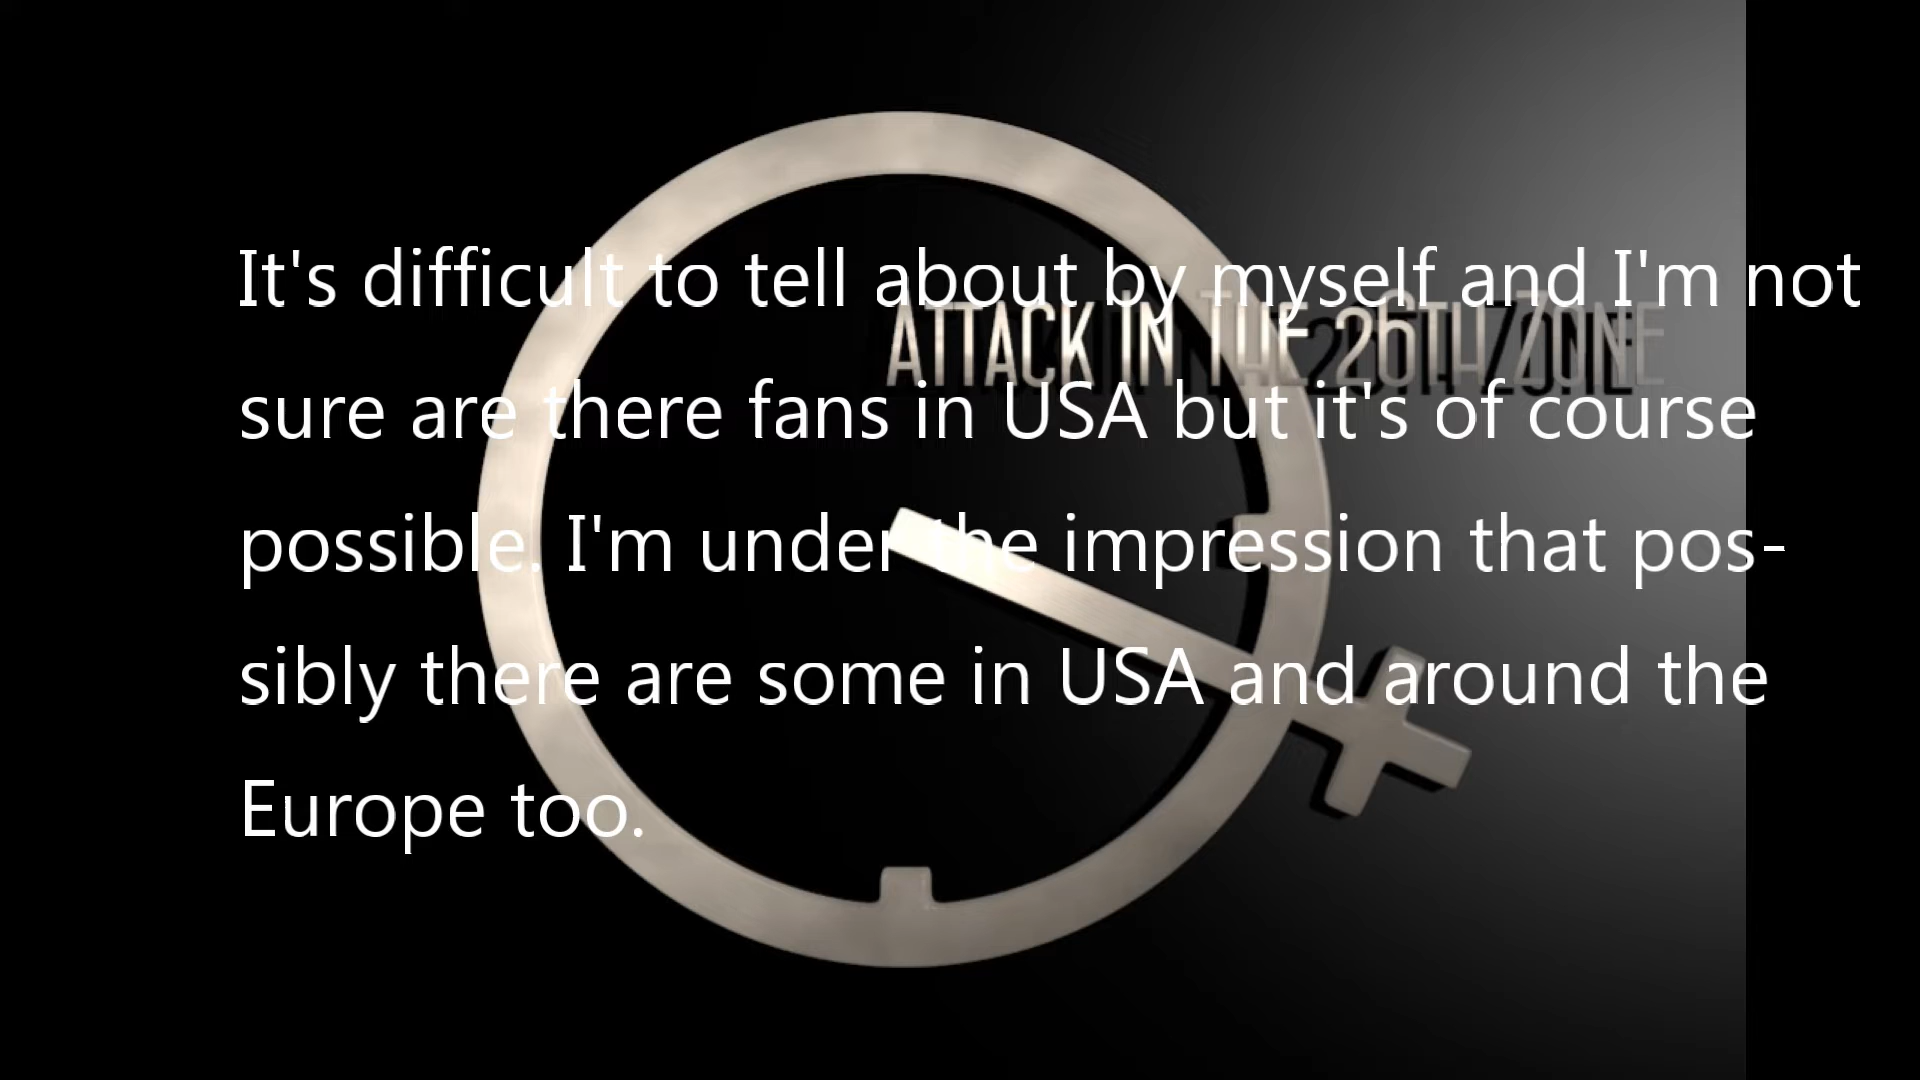 It's difficult to tell about by myself and I'm not
ATTACK IN THE 26TH ZONE
sure are there fans in USA but it's of course
possible. I'm under the impression that pos-
sibly there are some in USA and around the
Europe too.